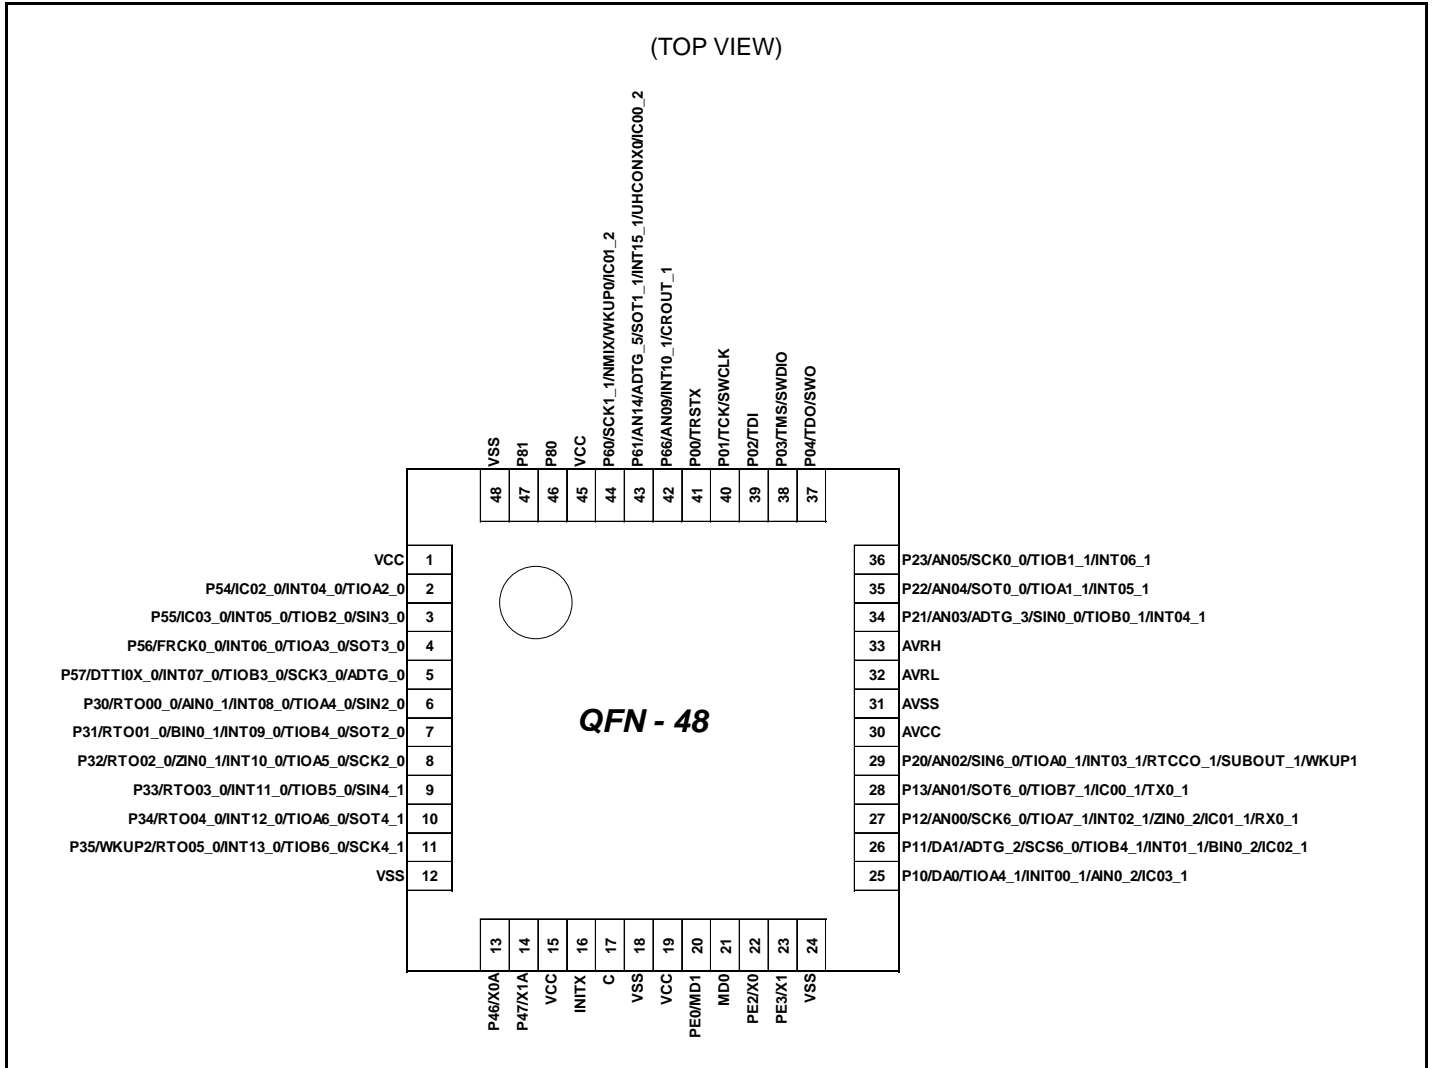 (TOP VIEW)
VSS
P81
P80
VCC
P60/SCK1_1/NMIX/WKUP0/IC01_2
P61/AN14/ADTG_5/SOT1_1/INT15_1/UHCONX0/IC00_2
P66/AN09/INT10_1/CROUT_1
P00/TRSTX
P01/TCK/SWCLK
P02/TDI
P03/TMS/SWDIO
P04/TDO/SWO
48
47
46
45
44
43
42
41
40
39
38
37
VCC 1
P54/IC02_0/INT04_0/TIOA2_0 2
P55/IC03_0/INT05_0/TIOB2_0/SIN3_0 3
P56/FRCK0_0/INT06_0/TIOA3_0/SOT3_0 4
P57/DTTI0X_0/INT07_0/TIOB3_0/SCK3_0/ADTG_0 5
P30/RTO00_0/AIN0_1/INT08_0/TIOA4_0/SIN2_0 6
P31/RTO01_0/BIN0_1/INT09_0/TIOB4_0/SOT2_0 7
P32/RTO02_0/ZIN0_1/INT10_0/TIOA5_0/SCK2_0 8
P33/RTO03_0/INT11_0/TIOB5_0/SIN4_1 9
P34/RTO04_0/INT12_0/TIOA6_0/SOT4_1 10
P35/WKUP2/RTO05_0/INT13_0/TIOB6_0/SCK4_1 11
VSS 12
QFN - 48
36 P23/AN05/SCK0_0/TIOB1_1/INT06_1
35 P22/AN04/SOT0_0/TIOA1_1/INT05_1
34 P21/AN03/ADTG_3/SIN0_0/TIOB0_1/INT04_1
33 AVRH
32 AVRL
31 AVSS
30 AVCC
29 P20/AN02/SIN6_0/TIOA0_1/INT03_1/RTCCO_1/SUBOUT_1/WKUP1
28 P13/AN01/SOT6_0/TIOB7_1/IC00_1/TX0_1
27 P12/AN00/SCK6_0/TIOA7_1/INT02_1/ZIN0_2/IC01_1/RX0_1
26 P11/DA1/ADTG_2/SCS6_0/TIOB4_1/INT01_1/BIN0_2/IC02_1
25 P10/DA0/TIOA4_1/INIT00_1/AIN0_2/IC03_1
13
14
15
16
17
18
19
20
21
22
23
24
P46/X0A
P47/X1A
VCC
INITX
C
VSS
VCC
PE0/MD1
MD0
PE2/X0
PE3/X1
VSS